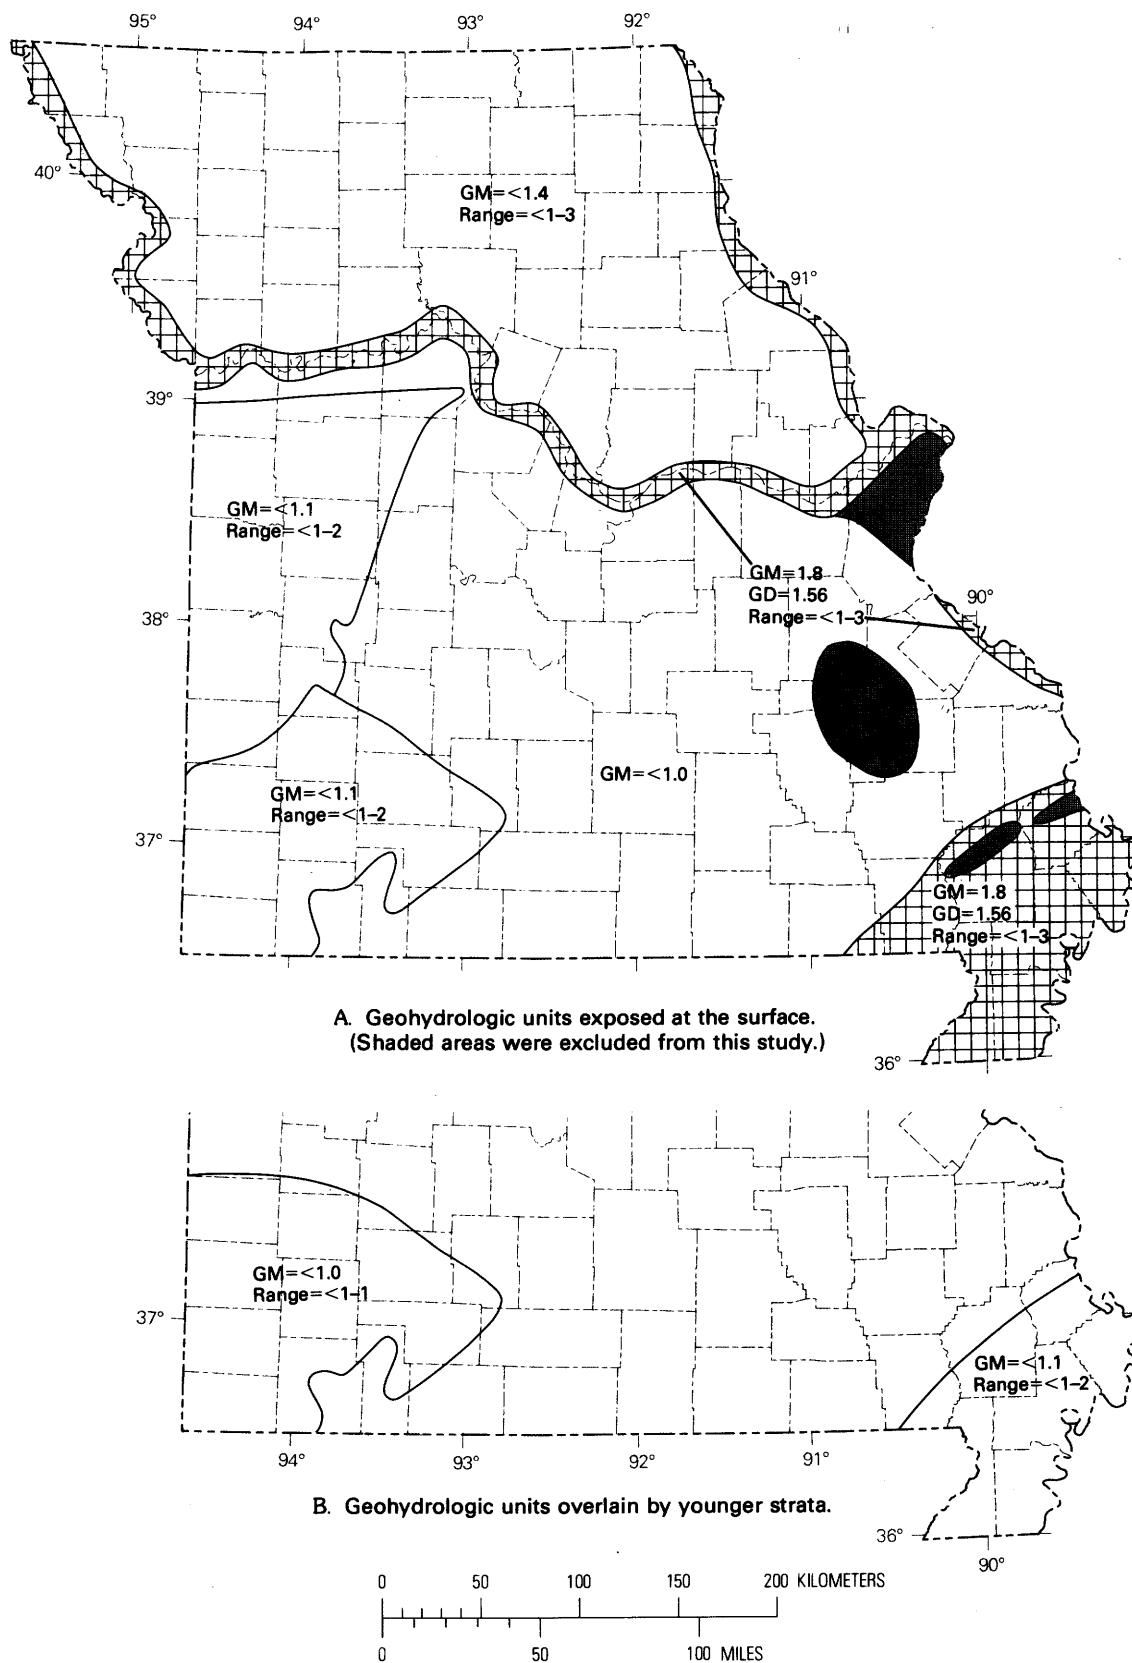 95° 94° 93° 92°
40°
GM=<1.4
Range=<1–3
91°
39°
GM=<1.1
Range=<1–2
GM=1.8
GD=1.56
Range=<1–3
90°
38°
GM=<1.0
GM=<1.1
Range=<1–2
37°
GM=1.8
GD=1.56
Range=<1–3
A. Geohydrologic units exposed at the surface.
(Shaded areas were excluded from this study.)
36°
GM=<1.0
Range=<1–1
37°
GM=<1.1
Range=<1–2
94° 93° 92° 91°
B. Geohydrologic units overlain by younger strata.
36°
90°
0 50 100 150 200 KILOMETERS
0 50 100 MILES